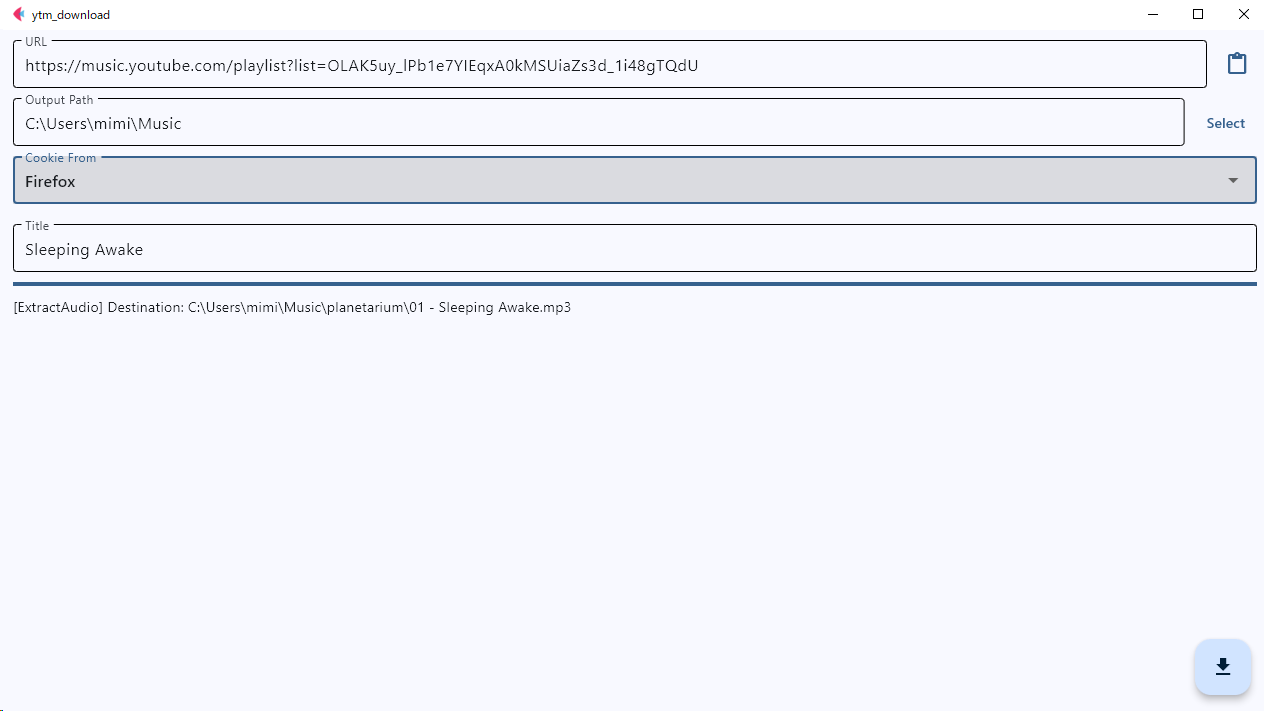 ytm_download
URL
https://music.youtube.com/playlist?list=OLAK5uy_lPb1e7YIEqxA0kMSUiaZs3d_1i48gTQdU
Output Path
C:\Users\mimi\Music
Select
Cookie From
Firefox
Title
Sleeping Awake
[ExtractAudio] Destination: C:\Users\mimi\Music\planetarium\01 - Sleeping Awake.mp3